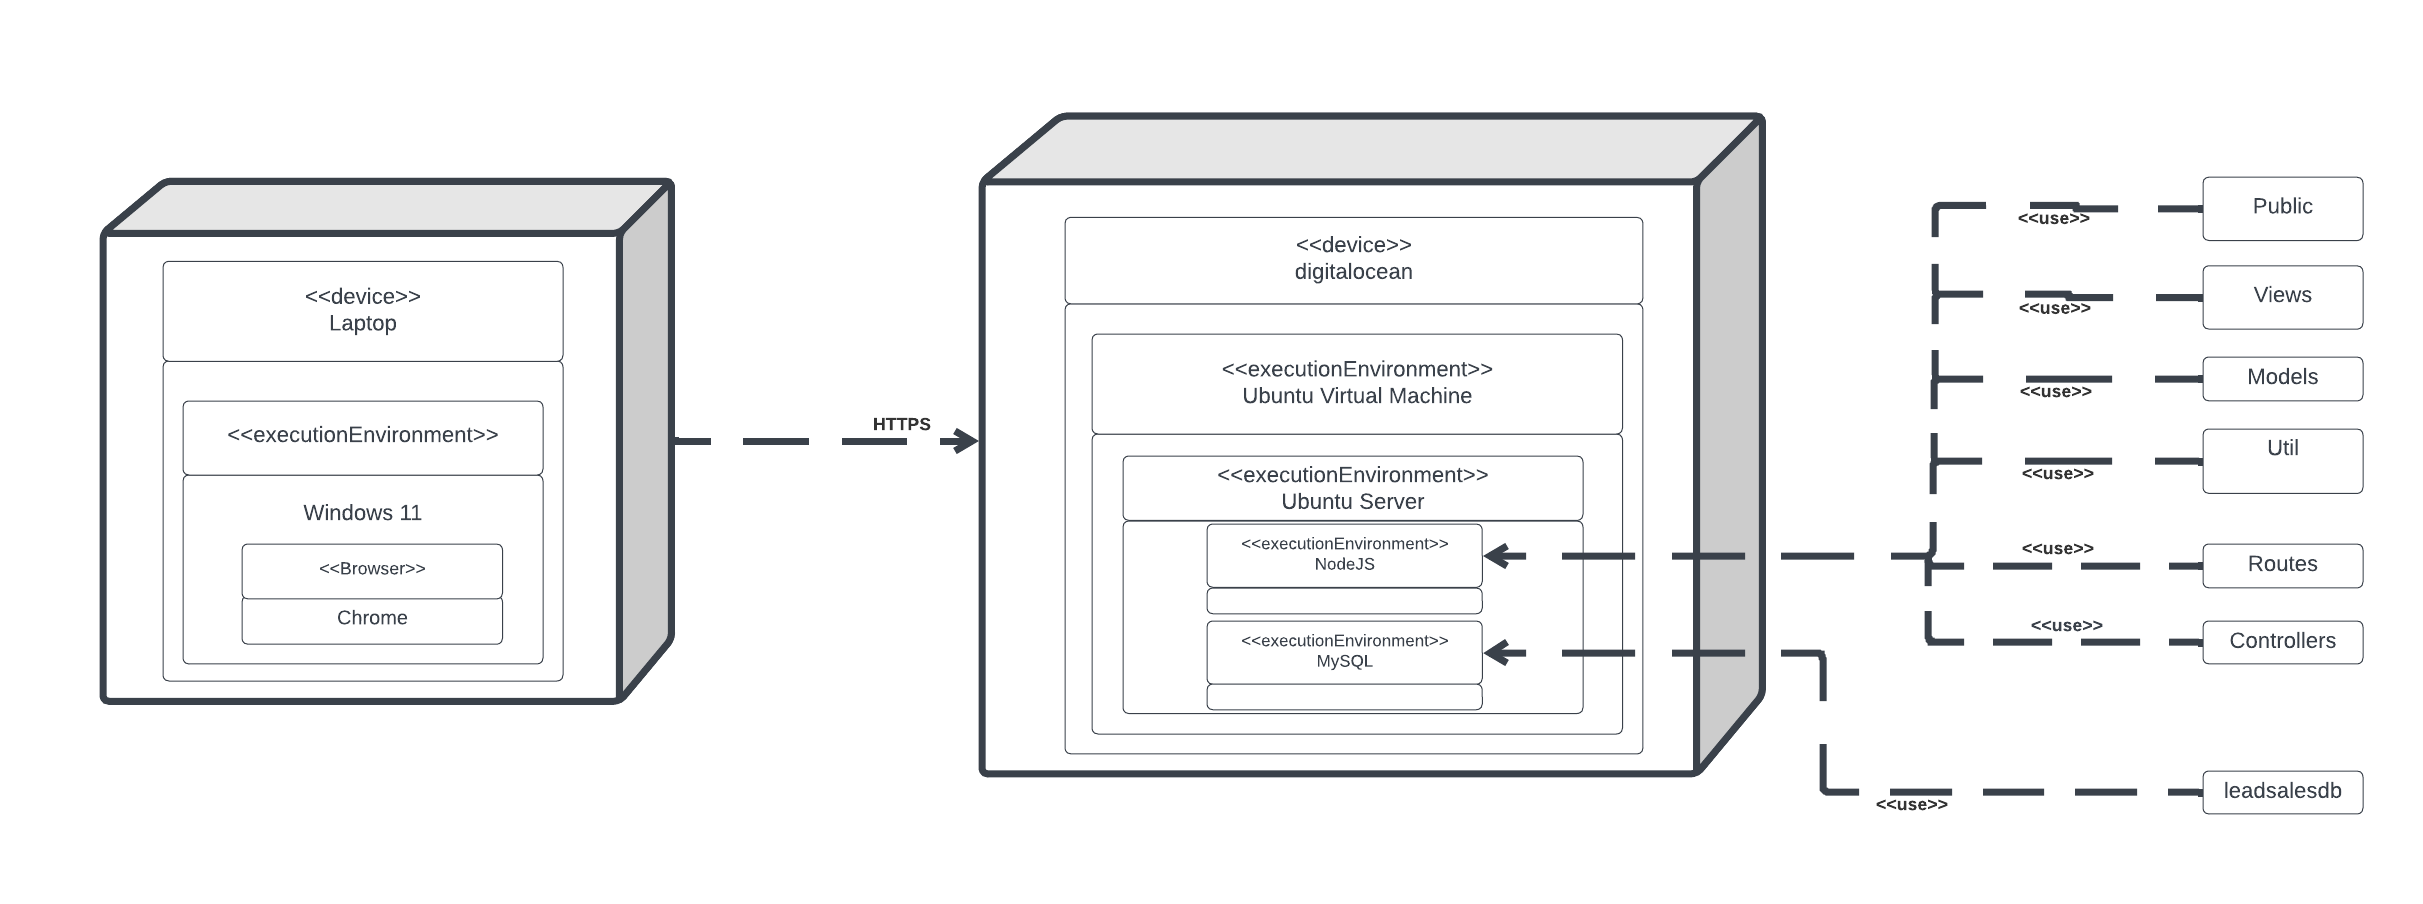 <<device>>
Laptop
<<executionEnvironment>>
Windows 11
<<Browser>>
Chrome
HTTPS
<<device>>
digitalocean
<<executionEnvironment>>
Ubuntu Virtual Machine
<<executionEnvironment>>
Ubuntu Server
<<executionEnvironment>>
NodeJS
<<executionEnvironment>>
MySQL
<<use>>
Public
<<use>>
Views
<<use>>
Models
<<use>>
Util
<<use>>
Routes
<<use>>
Controllers
<<use>>
leadsalesdb